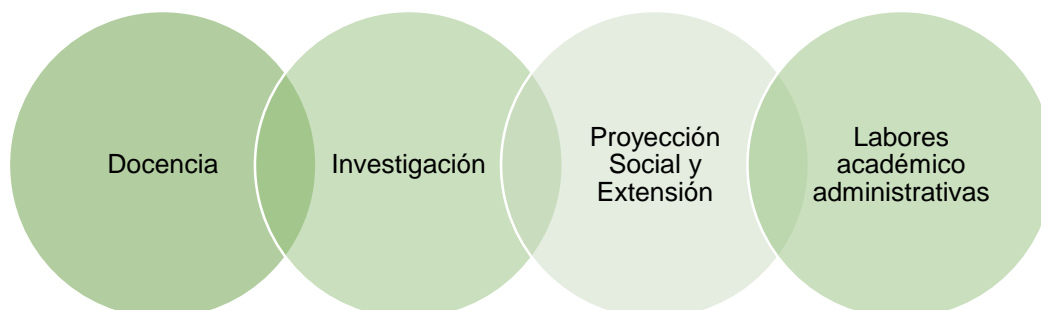 Docencia
Investigación
Proyección
Social y
Extensión
Labores
académico
administrativas